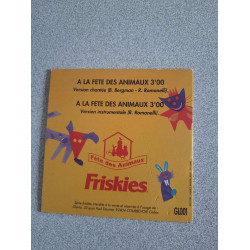 A LA FETE DES ANIMAUX 3'00
Version chantée (B. Bergman - R. Romanelli)
A LA FETE DES ANIMAUX 3'00
Version instrumentale (R. Romanelli)
Fête des Animaux
Friskies
GL001